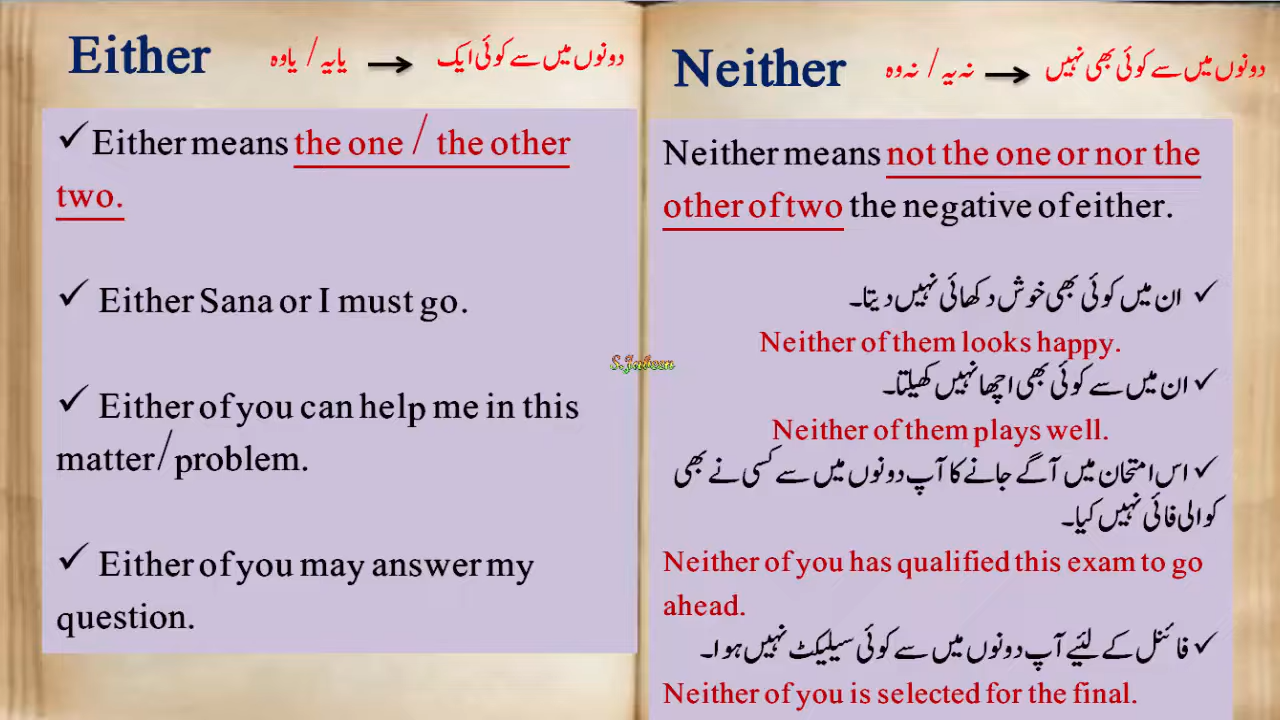 Either یا یہ / یا وہ → دونوں میں سے کوئی ایک
✓ Either means the one / the other
two.
✓ Either Sana or I must go.
✓ Either of you can help me in this
matter/problem.
✓ Either of you may answer my
question.
S.Jabeen
Neither نہ یہ / نہ وہ → دونوں میں سے کوئی بھی نہیں
Neither means not the one or nor the
other of two the negative of either.
✓ ان میں کوئی بھی خوش دکھائی نہیں دیتا۔
Neither of them looks happy.
✓ ان میں سے کوئی بھی اچھا نہیں کھیلتا۔
Neither of them plays well.
✓ اس امتحان میں آگے جانے کا آپ دونوں میں سے کسی نے بھی
کوالی فائی نہیں کیا۔
Neither of you has qualified this exam to go
ahead.
✓ فائنل کے لئیے آپ دونوں میں سے کوئی سیلیکٹ نہیں ہوا۔
Neither of you is selected for the final.